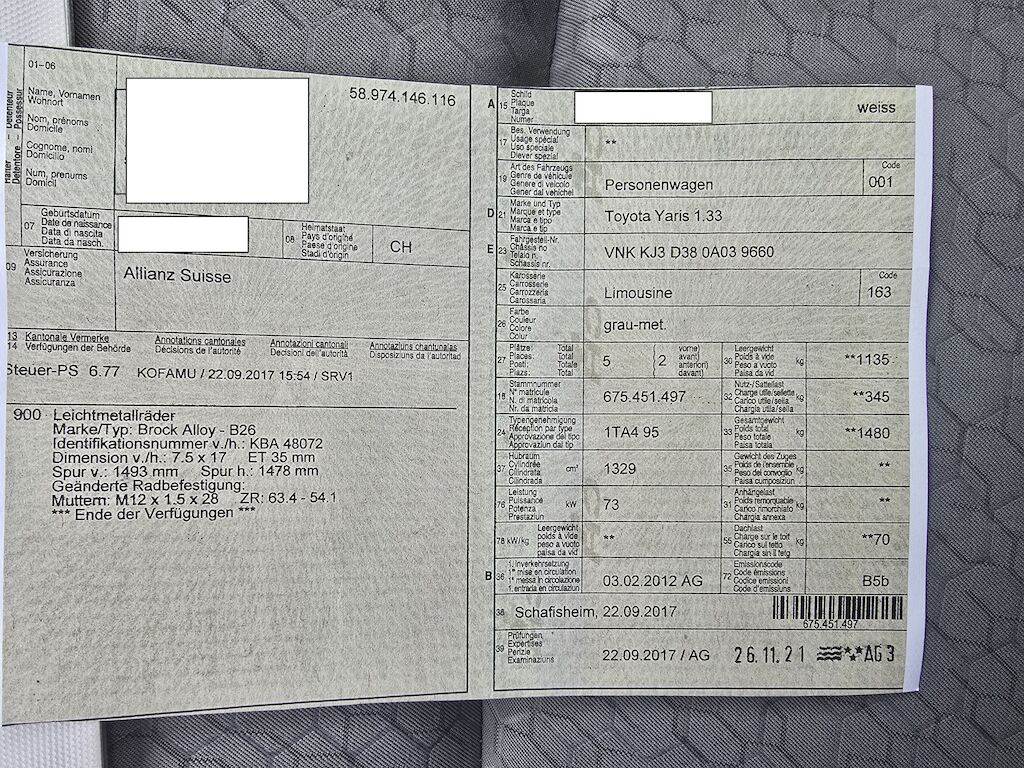 01-06
58.974.146.116
Halter – Détenteur
Detentore – Possessur
Name, Vornamen
Wohnort
Nom, prénoms
Domicile
Cognome, nomi
Domicilio
Num, prenums
Domicil
07
Geburtsdatum
Date de naissance
Data di nascita
Data da nasch.
08
Heimatstaat
Pays d'origine
Paese d'origine
Stadi d'origin
CH
09
Versicherung
Assurance
Assicurazione
Assicuranza
Allianz Suisse
13 Kantonale Vermerke
Annotations cantonales
Annotazioni cantonali
Annotaziuns chantunalas
14 Verfügungen der Behörde
Décisions de l'autorité
Decisioni dell'autorità
Disposiziuns da l'autoritad
Steuer-PS 6.77 KOFAMU / 22.09.2017 15:54 / SRV1
900 Leichtmetallräder
Marke/Typ: Brock Alloy - B26
Identifikationsnummer v./h.: KBA 48072
Dimension v./h.: 7.5 x 17 ET 35 mm
Spur v.: 1493 mm Spur h.: 1478 mm
Geänderte Radbefestigung:
Muttern: M12 x 1.5 x 28 ZR: 63.4 - 54.1
*** Ende der Verfügungen ***
A 15
Schild
Plaque
Targa
Numer
weiss
17
Bes. Verwendung
Usage spécial
Uso speciale
Diever spezial
**
19
Art des Fahrzeugs
Genre de véhicule
Genere di veicolo
Gener dal vehichel
Personenwagen
Code
001
D 21
Marke und Typ
Marque et type
Marca e tipo
Marca e tip
Toyota Yaris 1.33
E 23
Fahrgestell-Nr.
Châssis no
Telaio n.
Schassis nr.
VNK KJ3 D38 0A03 9660
25
Karosserie
Carrosserie
Carrozzeria
Carossaria
Limousine
Code
163
26
Farbe
Couleur
Colore
Colur
grau-met.
27
Plätze: Total
Places: Total
Posti: Totale
Plazs: Total
5
2
vorne)
avant)
anteriori)
davant)
30
Leergewicht
Poids à vide
Peso a vuoto
Paisa da vid
kg
**1135
18
Stammnummer
N° matricule
N. di matricola
Nr. da matricla
675.451.497
32
Nutz-/Sattellast
Charge utile/sellette
Carico utile/sella
Chargia utila/sella
kg
**345
24
Typengenehmigung
Réception par type
Approvazione del tipo
Approvaziun dal tip
1TA4 95
33
Gesamtgewicht
Poids total
Peso totale
Paisa totala
kg
**1480
37
Hubraum
Cylindrée
Cilindrata
Cilindrada
cm³
1329
35
Gewicht des Zuges
Poids de l'ensemble
Peso del convoglio
Paisa cumposiziun
kg
**
76
Leistung
Puissance
Potenza
Prestaziun
kW
73
31
Anhängelast
Poids remorquable
Carico rimorchiato
Chargia annexa
kg
**
78 kW/kg
Leergewicht
poids à vide
peso a vuoto
paisa da vid
**
55
Dachlast
Charge sur le toit
Carico sul tetto
Chargia sin il tetg
kg
**70
B 36
1. Inverkehrsetzung
1re mise en circulation
1a messa in circolazione
1. entrada en circulaziun
03.02.2012 AG
72
Emissionscode
Code émissions
Codice emissioni
Code d'emissiuns
B5b
38
Schafisheim, 22.09.2017
675.451.497
39
Prüfungen
Expertises
Perizie
Examinaziuns
22.09.2017 / AG
26.11.21
AG 3